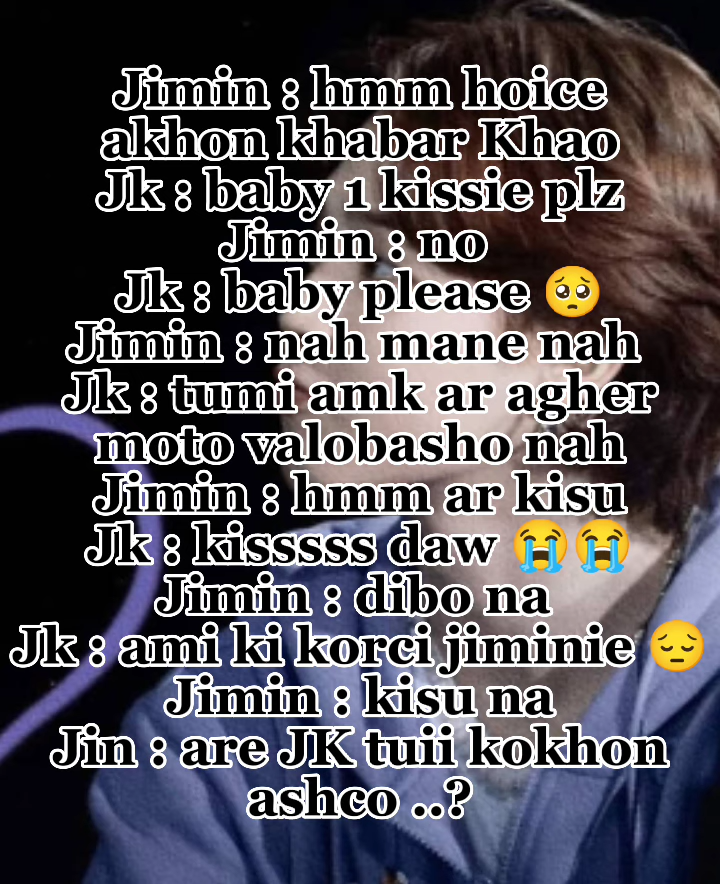 Jimin : hmm hoice
akhon khabar Khao
Jk : baby 1 kissie plz
Jimin : no
Jk : baby please 🥺
Jimin : nah mane nah
Jk : tumi amk ar agher
moto valobasho nah
Jimin : hmm ar kisu
Jk : kisssss daw 😭😭
Jimin : dibo na
Jk : ami ki korci jiminie 😔
Jimin : kisu na
Jin : are JK tuii kokhon
ashco ..?